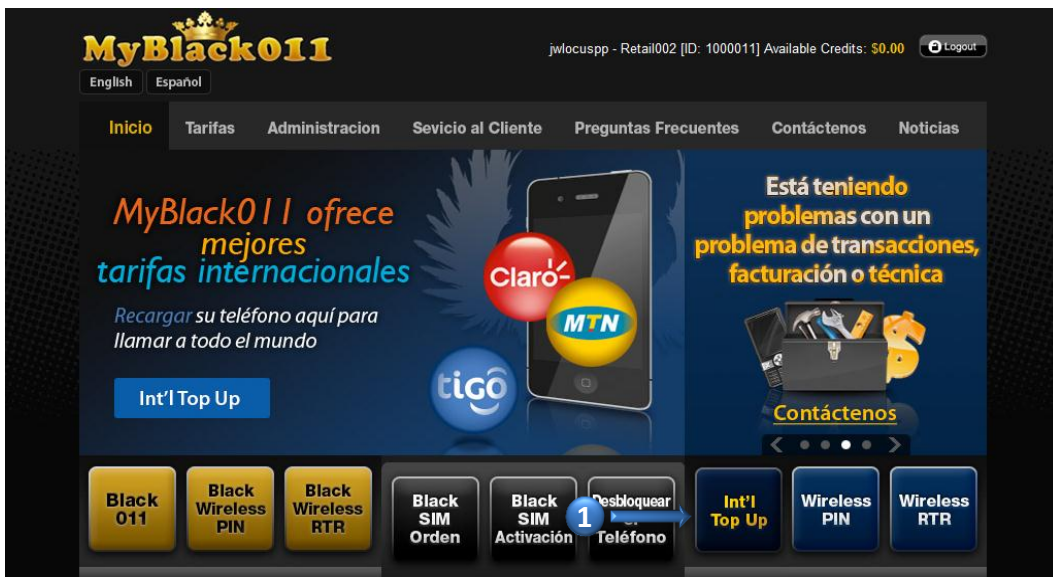 MyBlack011
jwlocuspp - Retail002 [ID: 1000011] Available Credits: $0.00 Logout
English Español
Inicio Tarifas Administracion Sevicio al Cliente Preguntas Frecuentes Contáctenos Noticias
MyBlack011 ofrece
mejores
tarifas internacionales
Recargar su teléfono aquí para
llamar a todo el mundo
Int'l Top Up
Claro
MTN
tigo
Está teniendo
problemas con un
problema de transacciones,
facturación o técnica
Contáctenos
Black
011
Black
Wireless
PIN
Black
Wireless
RTR
Black
SIM
Orden
Black
SIM
Activación
1
Desbloquear
Teléfono
Int'l
Top Up
Wireless
PIN
Wireless
RTR